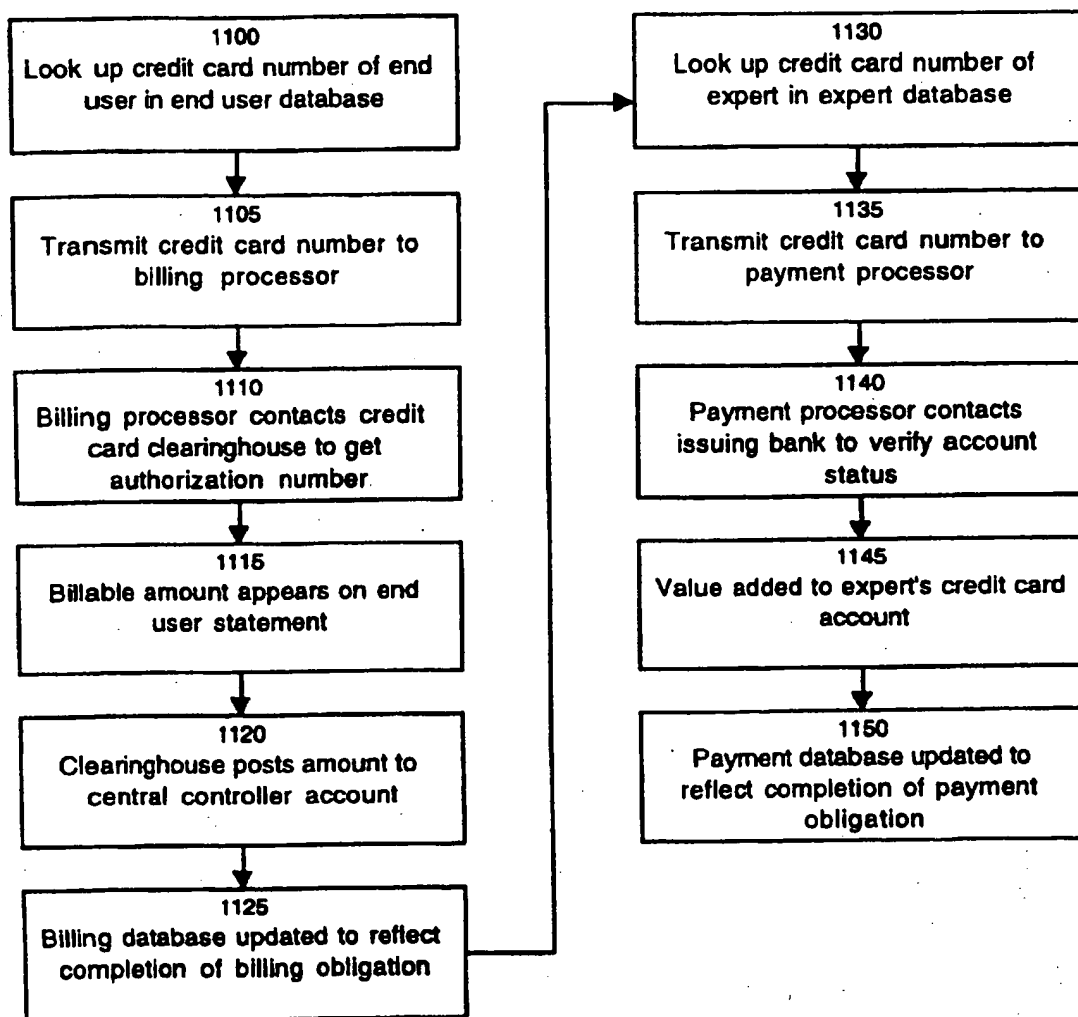 1100
Look up credit card number of end
user in end user database
1105
Transmit credit card number to
billing processor
1110
Billing processor contacts credit
card clearinghouse to get
authorization number
1115
Billable amount appears on end
user statement
1120
Clearinghouse posts amount to
central controller account
1125
Billing database updated to reflect
completion of billing obligation
1130
Look up credit card number of
expert in expert database
1135
Transmit credit card number to
payment processor
1140
Payment processor contacts
issuing bank to verify account
status
1145
Value added to expert's credit card
account
1150
Payment database updated to
reflect completion of payment
obligation